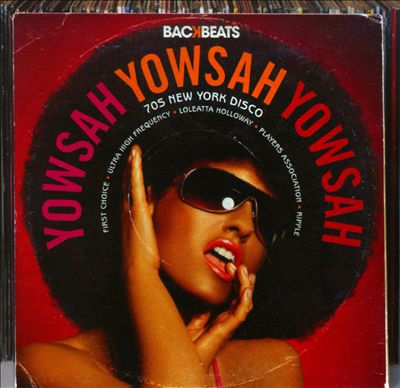 BACKBEATS
YOWSAH YOWSAH YOWSAH
70S NEW YORK DISCO
FIRST CHOICE • ULTRA HIGH FREQUENCY • LOLEATTA HOLLOWAY • PLAYERS ASSOCIATION • RIPPLE